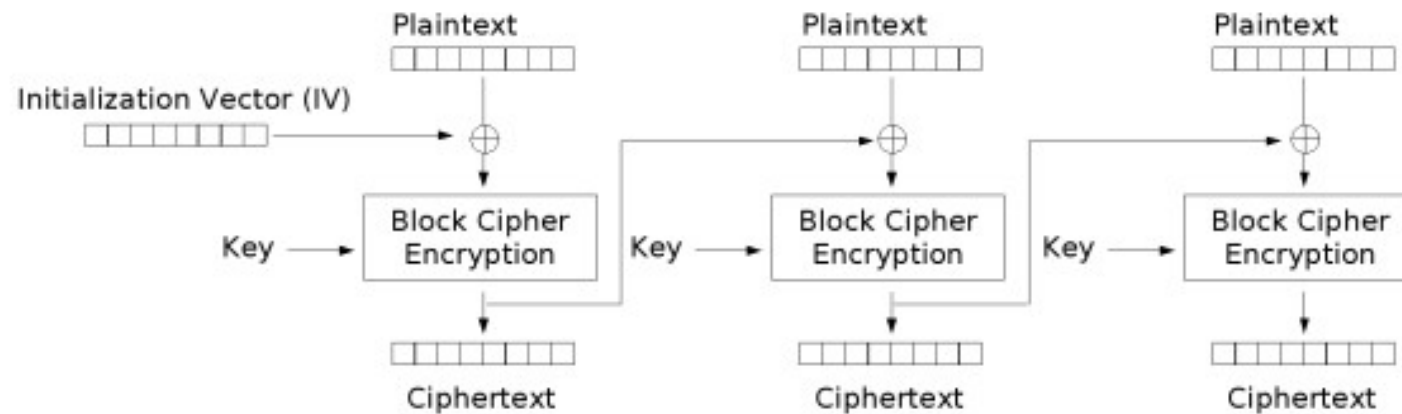 Plaintext
Plaintext
Plaintext
Initialization Vector (IV)
Key
Block Cipher
Encryption
Key
Block Cipher
Encryption
Key
Block Cipher
Encryption
Ciphertext
Ciphertext
Ciphertext